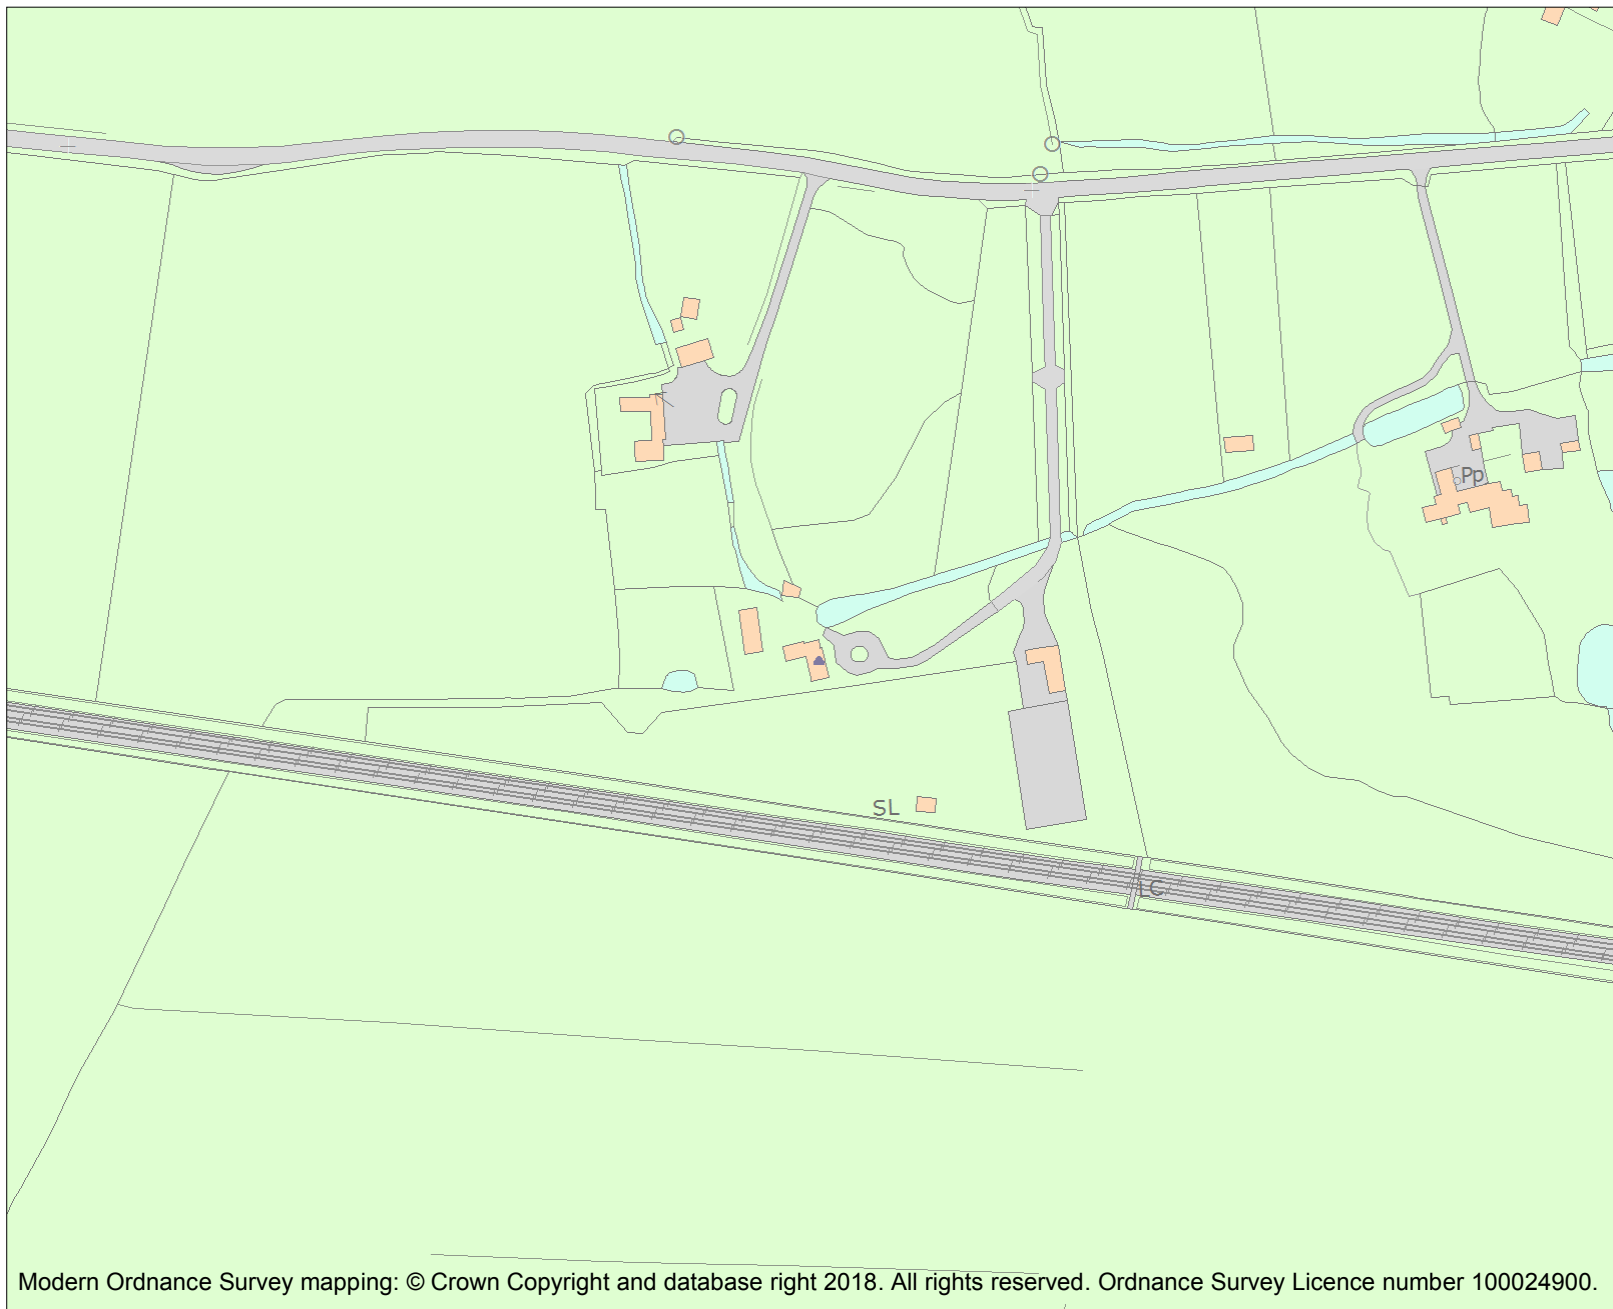 Pp
SL
LC
Modern Ordnance Survey mapping: © Crown Copyright and database right 2018. All rights reserved. Ordnance Survey Licence number 100024900.